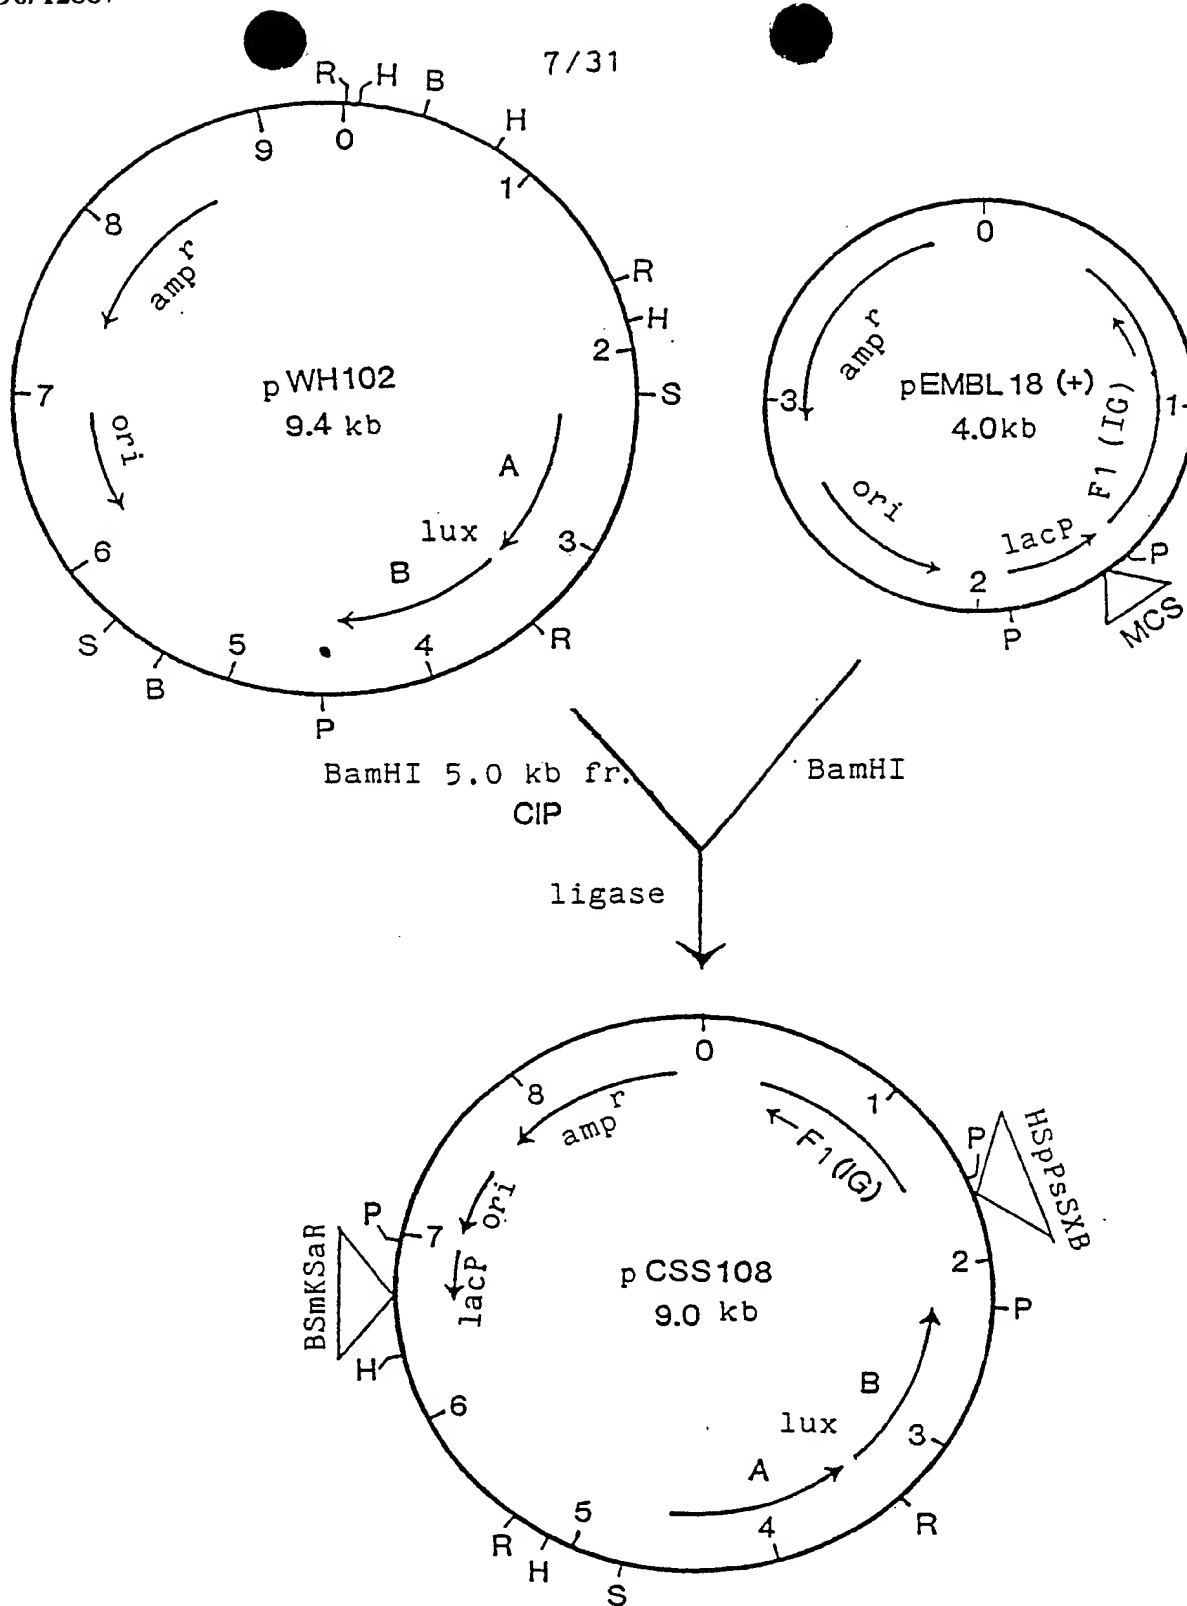 7/31
R H B
H
9 0
1
8
R
H
amp r
2
S
7
pWH102
9.4 kb
ori
A
lux
3
B
6
S
B
5
4
R
P
0
amp r
3
pEMBL18 (+)
4.0kb
1
F1 (IG)
ori
lacP
2
P
P
MCS
BamHI 5.0 kb fr.
CIP
BamHI
ligase
0
8
amp r
1
F1(IG)
P
HSpPsSXB
ori
P
7
lacP
BSmKSaR
pCSS108
9.0 kb
2
P
H
B
6
lux
3
A
R
5
4
R
H
S